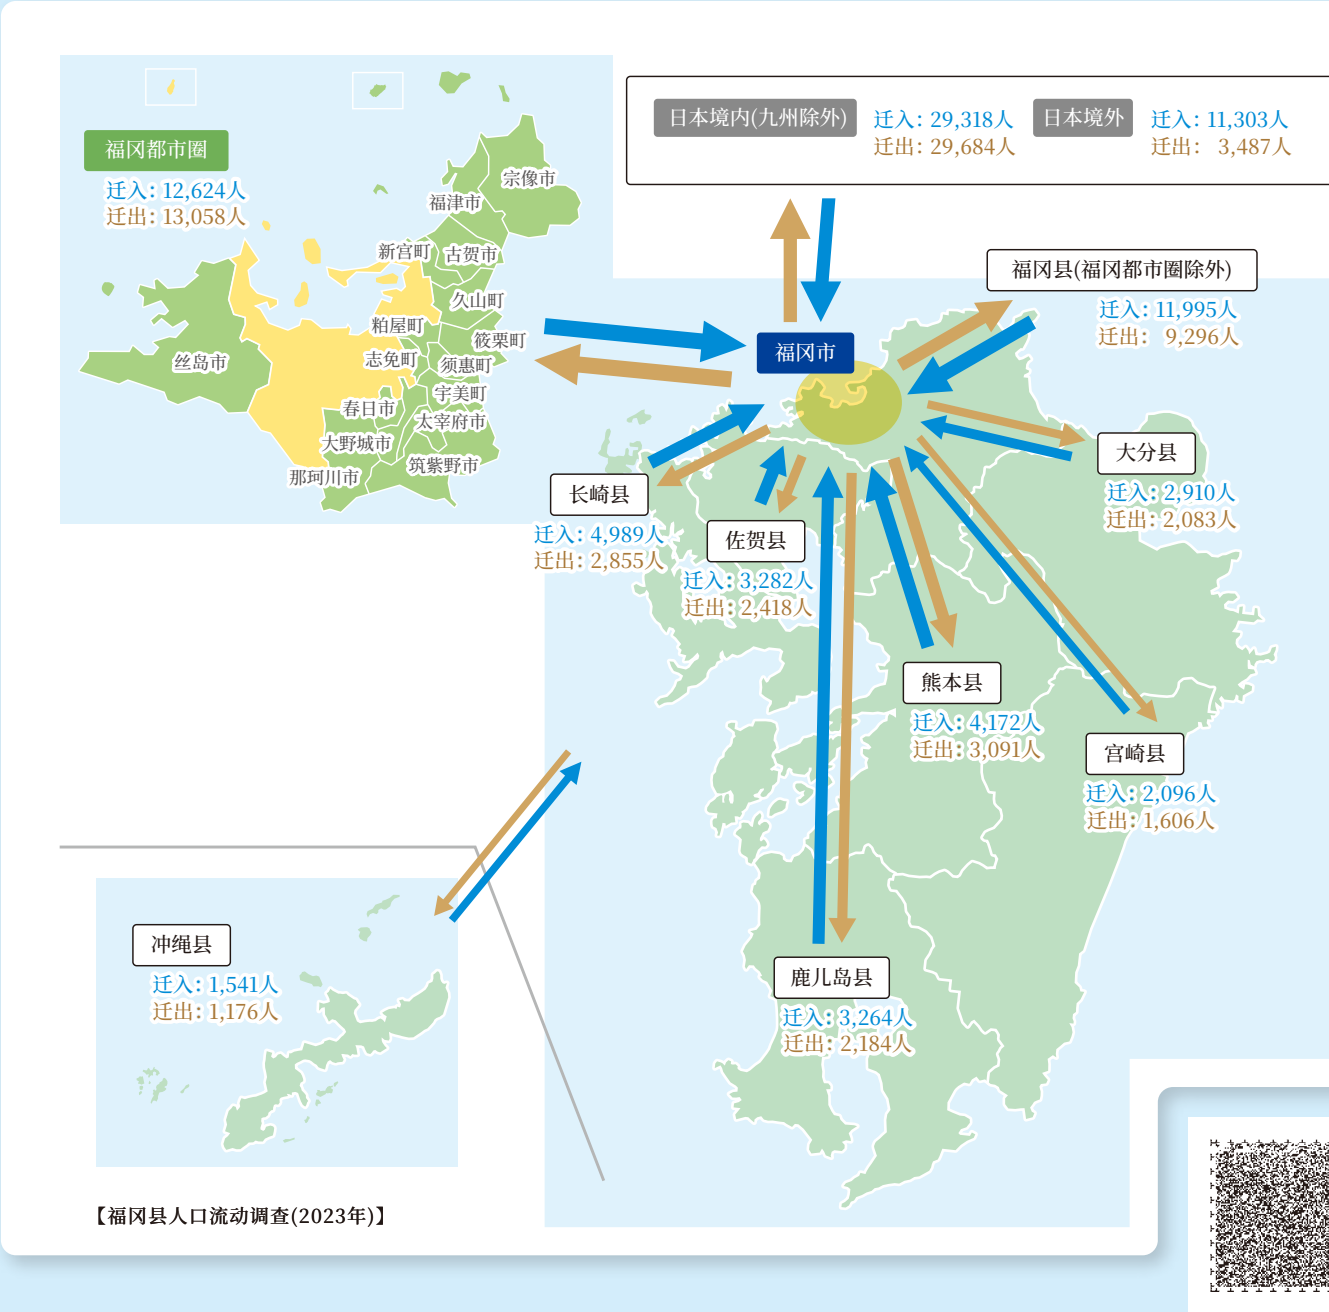 日本境内(九州除外)
迁入：29,318人
迁出：29,684人
日本境外
迁入：11,303人
迁出： 3,487人
福冈都市圈
迁入：12,624人
迁出：13,058人
宗像市
福津市
新宫町
古贺市
久山町
粕屋町
筱栗町
丝岛市
志免町
须惠町
宇美町
春日市
太宰府市
大野城市
筑紫野市
那珂川市
福冈市
福冈县(福冈都市圈除外)
迁入：11,995人
迁出： 9,296人
大分县
迁入：2,910人
迁出：2,083人
长崎县
迁入：4,989人
迁出：2,855人
佐贺县
迁入：3,282人
迁出：2,418人
熊本县
迁入：4,172人
迁出：3,091人
宫崎县
迁入：2,096人
迁出：1,606人
冲绳县
迁入：1,541人
迁出：1,176人
鹿儿岛县
迁入：3,264人
迁出：2,184人
【福冈县人口流动调查(2023年)】